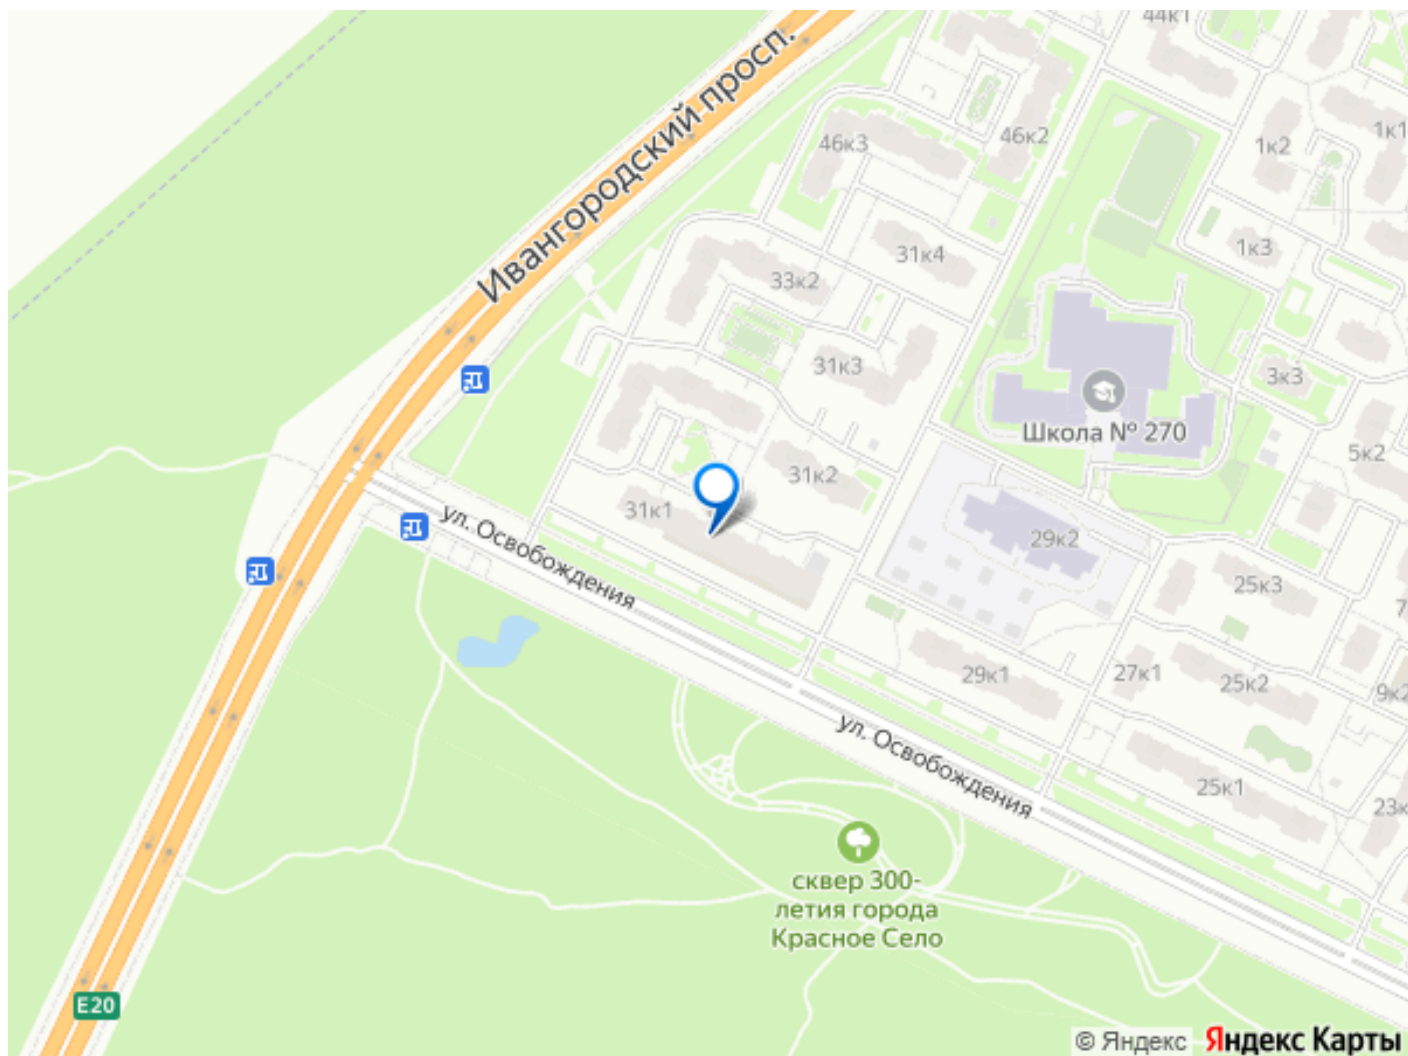 44к1
Ивангородский просп.
46к3
46к2
1к2
1к1
31к4
1к3
33к2
31к3
3к3
Школа № 270
5к2
31к2
31к1
ул. Освобождения
29к2
25к3
7
29к1
27к1
25к2
9к2
ул. Освобождения
25к1
23к
сквер 300-
летия города
Красное Село
E20
© Яндекс Яндекс Карты